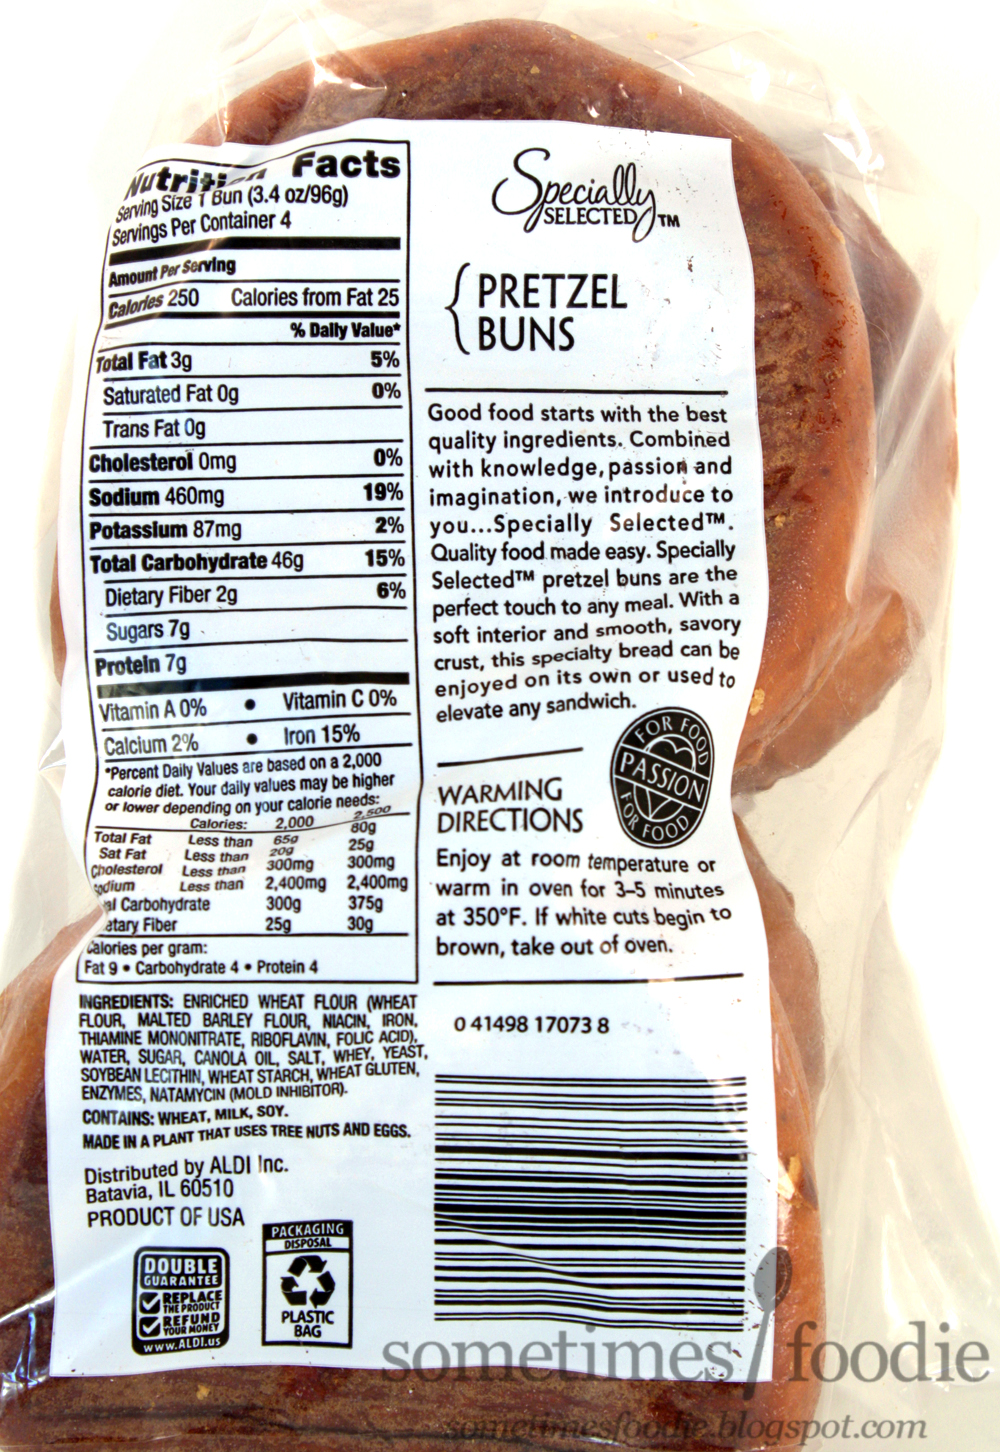 Nutrition Facts
Serving Size 1 Bun (3.4 oz/96g)
Servings Per Container 4
Amount Per Serving
Calories 250 Calories from Fat 25
% Daily Value*
Total Fat 3g 5%
Saturated Fat 0g 0%
Trans Fat 0g
Cholesterol 0mg 0%
Sodium 460mg 19%
Potassium 87mg 2%
Total Carbohydrate 46g 15%
Dietary Fiber 2g 6%
Sugars 7g
Protein 7g
Vitamin A 0% • Vitamin C 0%
Calcium 2% • Iron 15%
*Percent Daily Values are based on a 2,000
calorie diet. Your daily values may be higher
or lower depending on your calorie needs:
Calories: 2,000 2,500
Total Fat Less than 65g 80g
Sat Fat Less than 20g 25g
Cholesterol Less than 300mg 300mg
Sodium Less than 2,400mg 2,400mg
al Carbohydrate 300g 375g
etary Fiber 25g 30g
Calories per gram:
Fat 9 • Carbohydrate 4 • Protein 4
INGREDIENTS: ENRICHED WHEAT FLOUR (WHEAT
FLOUR, MALTED BARLEY FLOUR, NIACIN, IRON,
THIAMINE MONONITRATE, RIBOFLAVIN, FOLIC ACID),
WATER, SUGAR, CANOLA OIL, SALT, WHEY, YEAST,
SOYBEAN LECITHIN, WHEAT STARCH, WHEAT GLUTEN,
ENZYMES, NATAMYCIN (MOLD INHIBITOR).
CONTAINS: WHEAT, MILK, SOY.
MADE IN A PLANT THAT USES TREE NUTS AND EGGS.
Distributed by ALDI Inc.
Batavia, IL 60510
PRODUCT OF USA
DOUBLE
GUARANTEE
REPLACE
THE PRODUCT
REFUND
YOUR MONEY
www.ALDI.us
PACKAGING
DISPOSAL
PLASTIC
BAG
Specially
SELECTED™
PRETZEL
BUNS
Good food starts with the best
quality ingredients. Combined
with knowledge, passion and
imagination, we introduce to
you...Specially Selected™.
Quality food made easy. Specially
Selected™ pretzel buns are the
perfect touch to any meal. With a
soft interior and smooth, savory
crust, this specialty bread can be
enjoyed on its own or used to
elevate any sandwich.
FOR FOOD
PASSION
FOR FOOD
WARMING
DIRECTIONS
Enjoy at room temperature or
warm in oven for 3-5 minutes
at 350°F. If white cuts begin to
brown, take out of oven.
0 41498 17073 8
sometimes foodie
sometimesfoodie.blogspot.com